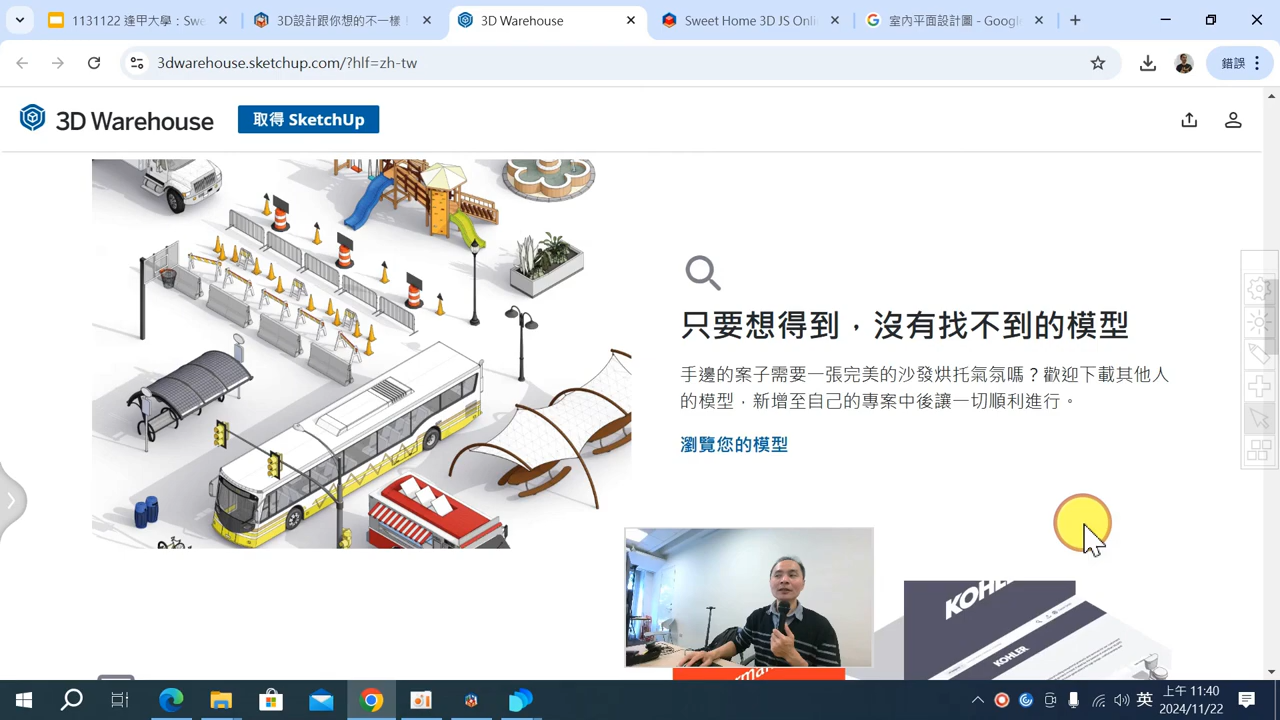 1131122 逢甲大學：Swe
3D設計跟你想的不一樣！
3D Warehouse
Sweet Home 3D JS Onli
室內平面設計圖 - Google
3dwarehouse.sketchup.com/?hlf=zh-tw
錯誤
3D Warehouse
取得 SketchUp
只要想得到，沒有找不到的模型
手邊的案子需要一張完美的沙發烘托氣氛嗎？歡迎下載其他人
的模型，新增至自己的專案中後讓一切順利進行。
瀏覽您的模型
KOHLER
KOHLER
英
上午 11:40
2024/11/22